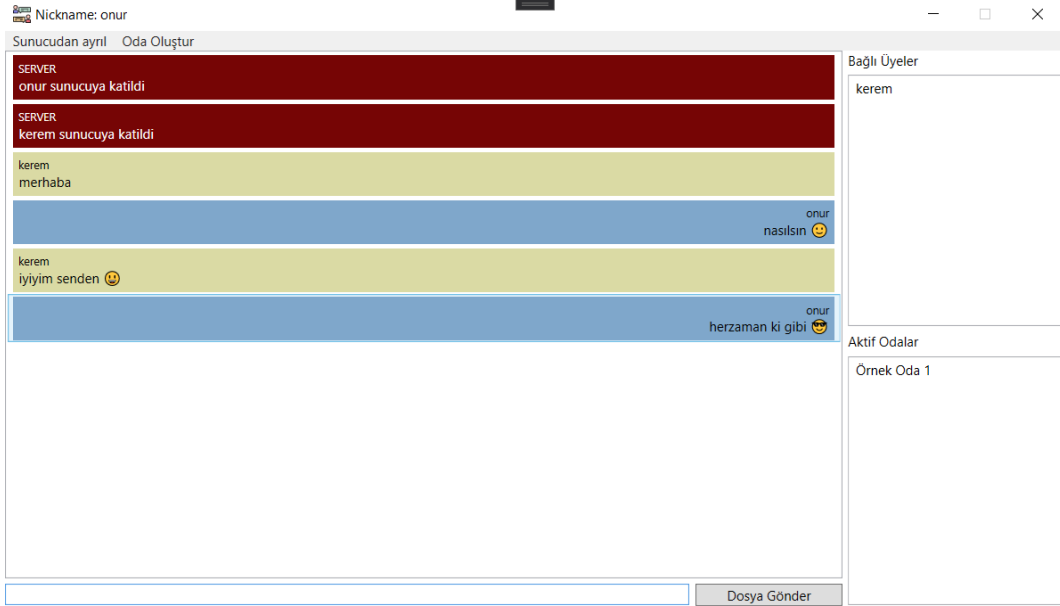 Nickname: onur
Sunucudan ayrıl Oda Oluştur
SERVER
onur sunucuya katildi
SERVER
kerem sunucuya katildi
kerem
merhaba
onur
nasılsın 🙂
kerem
iyiyim senden 😃
onur
herzaman ki gibi 😎
Dosya Gönder
Bağlı Üyeler
kerem
Aktif Odalar
Örnek Oda 1